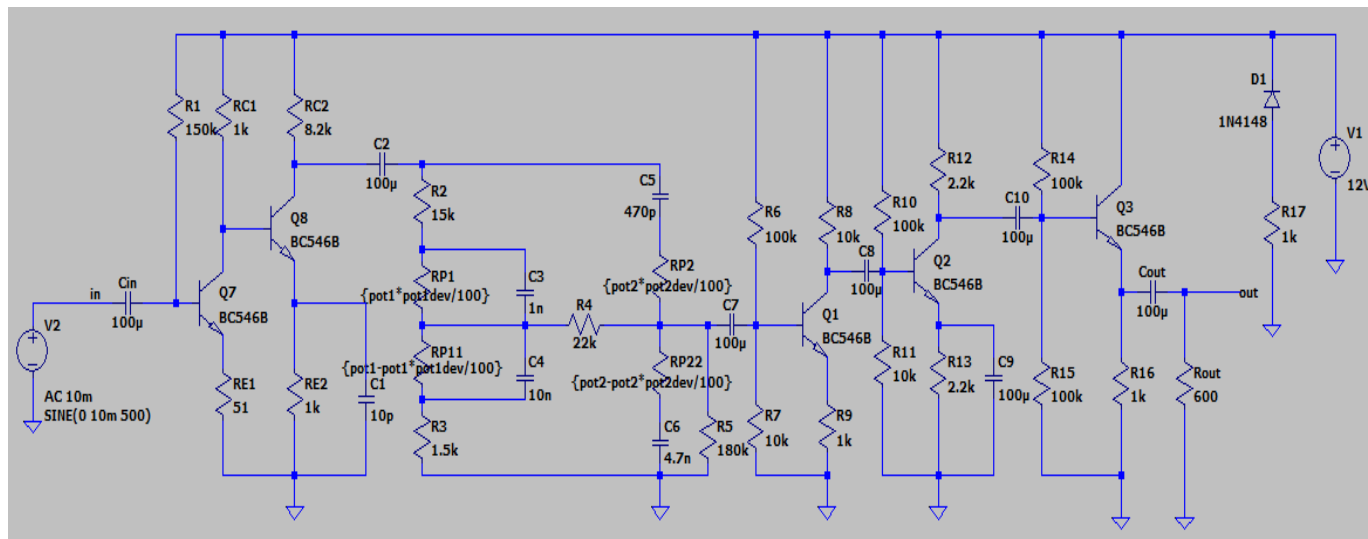 R1
150k
RC1
1k
RC2
8.2k
C2
100µ
R2
15k
C5
470p
Q8
BC546B
Q7
BC546B
in
Cin
100µ
V2
AC 10m
SINE(0 10m 500)
RE1
51
RE2
1k
C1
10p
RP1
{pot1*pot1dev/100}
C3
1n
RP11
{pot1-pot1*pot1dev/100}
C4
10n
R3
1.5k
R4
22k
RP2
{pot2*pot2dev/100}
RP22
{pot2-pot2*pot2dev/100}
C6
4.7n
R5
180k
C7
100µ
R6
100k
R7
10k
R8
10k
Q1
BC546B
R9
1k
C8
100µ
R10
100k
R11
10k
R12
2.2k
Q2
BC546B
R13
2.2k
C9
100µ
C10
100µ
R14
100k
R15
100k
Q3
BC546B
R16
1k
Cout
100µ
out
Rout
600
D1
1N4148
R17
1k
V1
12V